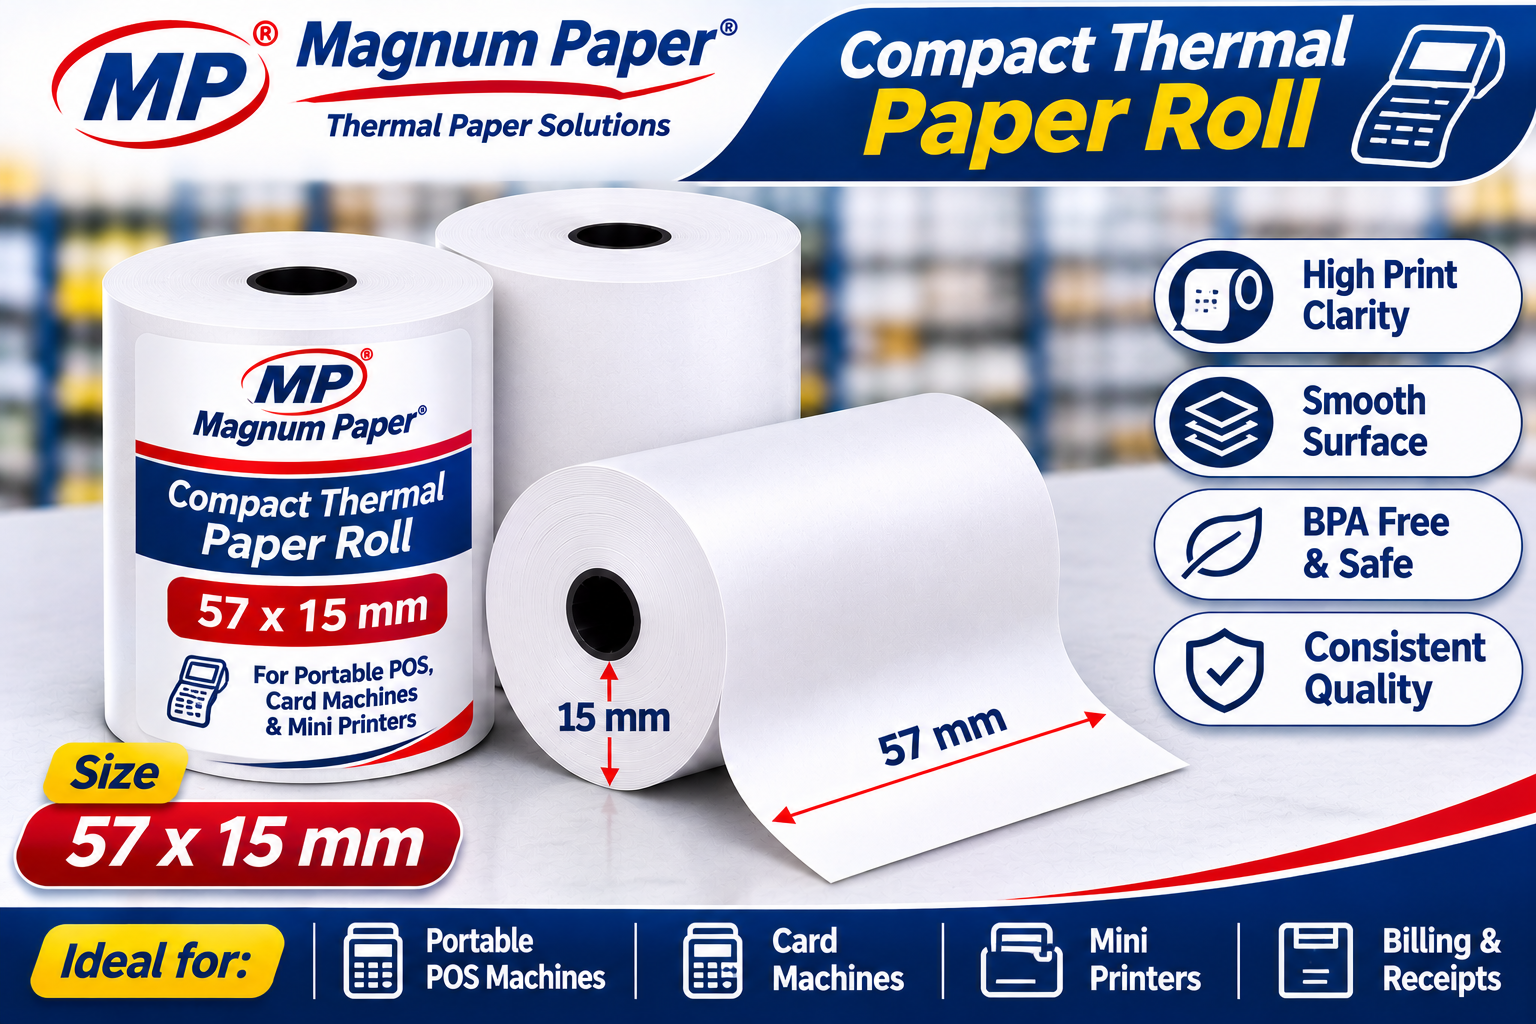 MP®
Magnum Paper®
Thermal Paper Solutions
Compact Thermal
Paper Roll
MP®
Magnum Paper®
Compact Thermal
Paper Roll
57 x 15 mm
For Portable POS,
Card Machines
& Mini Printers
15 mm
57 mm
High Print
Clarity
Smooth
Surface
BPA Free
& Safe
Consistent
Quality
Size
57 x 15 mm
Ideal for:
Portable
POS Machines
Card
Machines
Mini
Printers
Billing &
Receipts